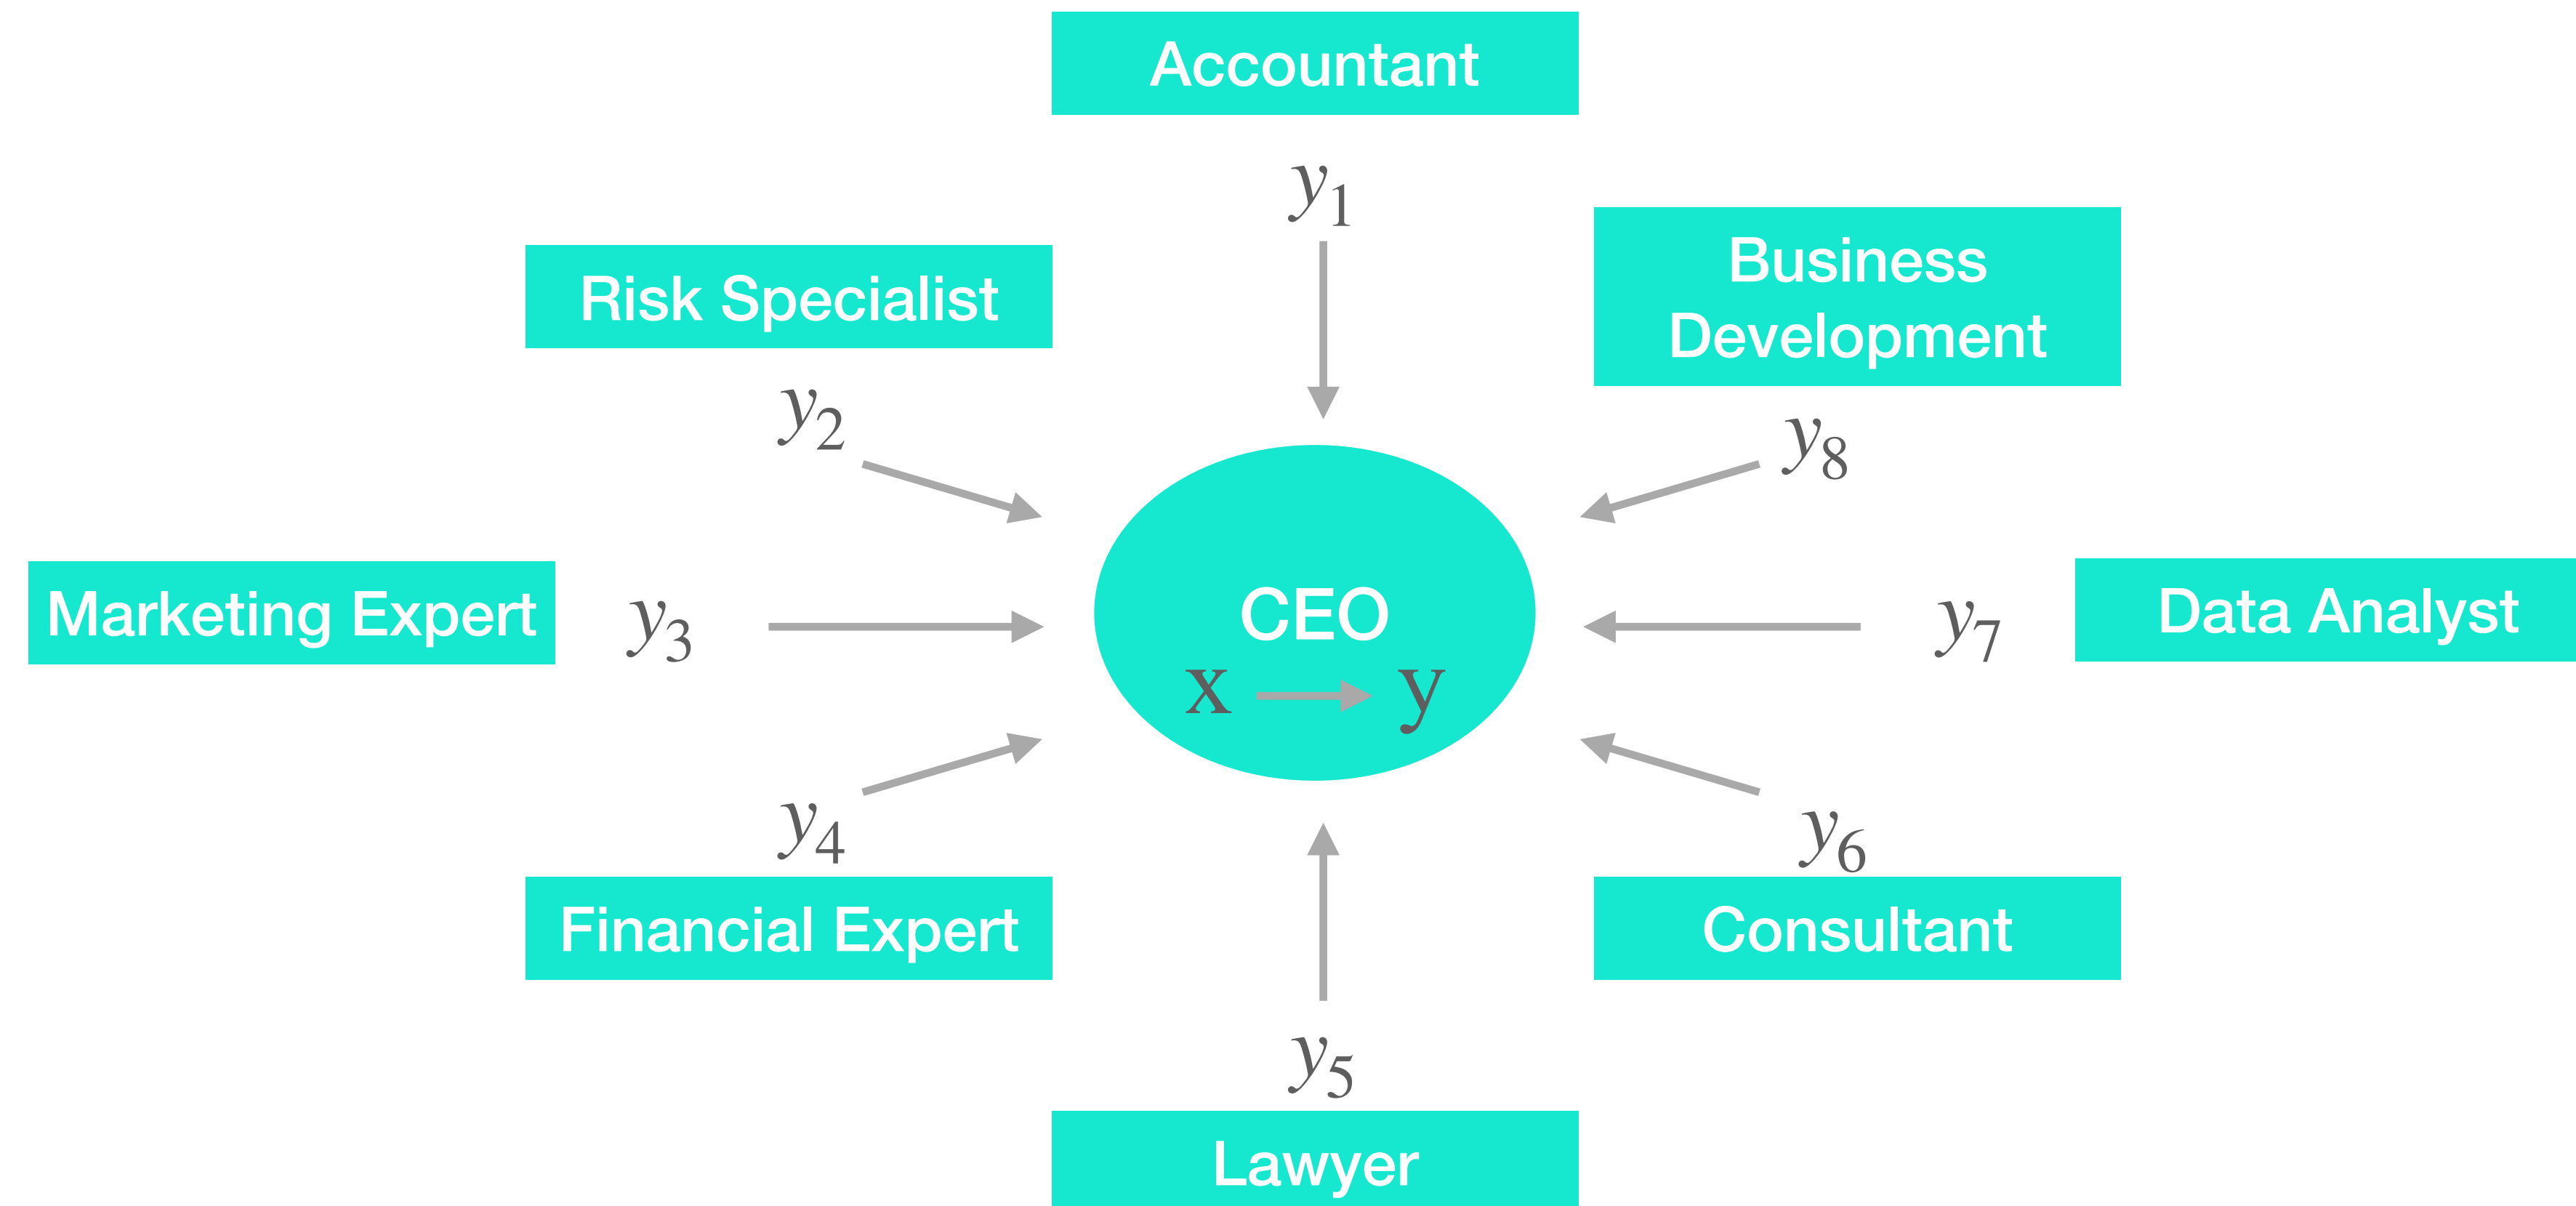 Accountant
y1
Business
Development
Risk Specialist
y2
y8
Marketing Expert
y3
CEO
x → y
y7
Data Analyst
y4
Financial Expert
y6
Consultant
y5
Lawyer